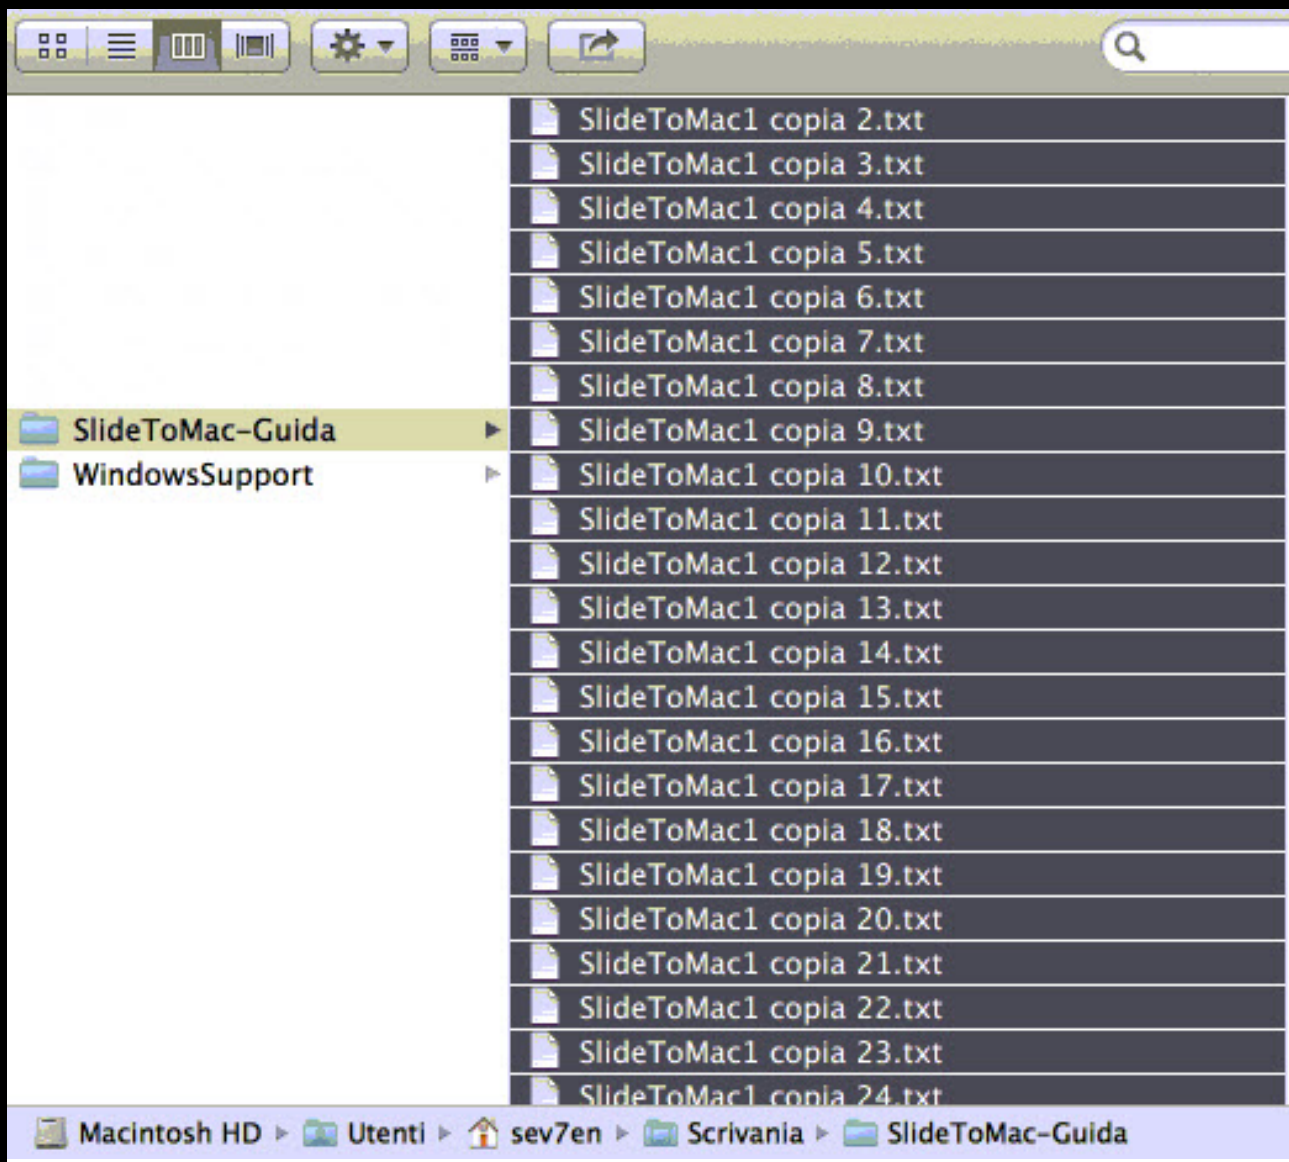 SlideToMac-Guida
WindowsSupport
SlideToMac1 copia 2.txt
SlideToMac1 copia 3.txt
SlideToMac1 copia 4.txt
SlideToMac1 copia 5.txt
SlideToMac1 copia 6.txt
SlideToMac1 copia 7.txt
SlideToMac1 copia 8.txt
SlideToMac1 copia 9.txt
SlideToMac1 copia 10.txt
SlideToMac1 copia 11.txt
SlideToMac1 copia 12.txt
SlideToMac1 copia 13.txt
SlideToMac1 copia 14.txt
SlideToMac1 copia 15.txt
SlideToMac1 copia 16.txt
SlideToMac1 copia 17.txt
SlideToMac1 copia 18.txt
SlideToMac1 copia 19.txt
SlideToMac1 copia 20.txt
SlideToMac1 copia 21.txt
SlideToMac1 copia 22.txt
SlideToMac1 copia 23.txt
SlideToMac1 copia 24.txt
Macintosh HD ▸ Utenti ▸ sev7en ▸ Scrivania ▸ SlideToMac-Guida